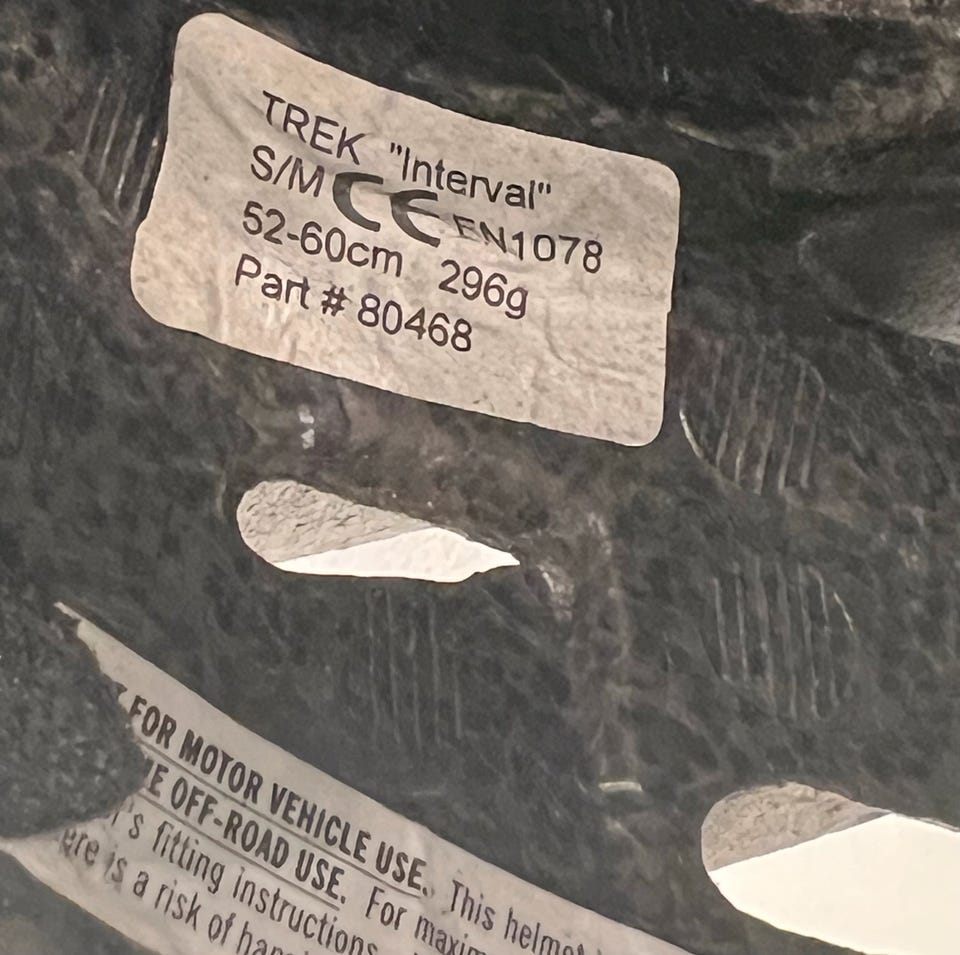 TREK "Interval"
S/M CE EN1078
52-60cm 296g
Part # 80468
FOR MOTOR VEHICLE USE. This helmet
OFF-ROAD USE. For
fitting instructions
is a risk of